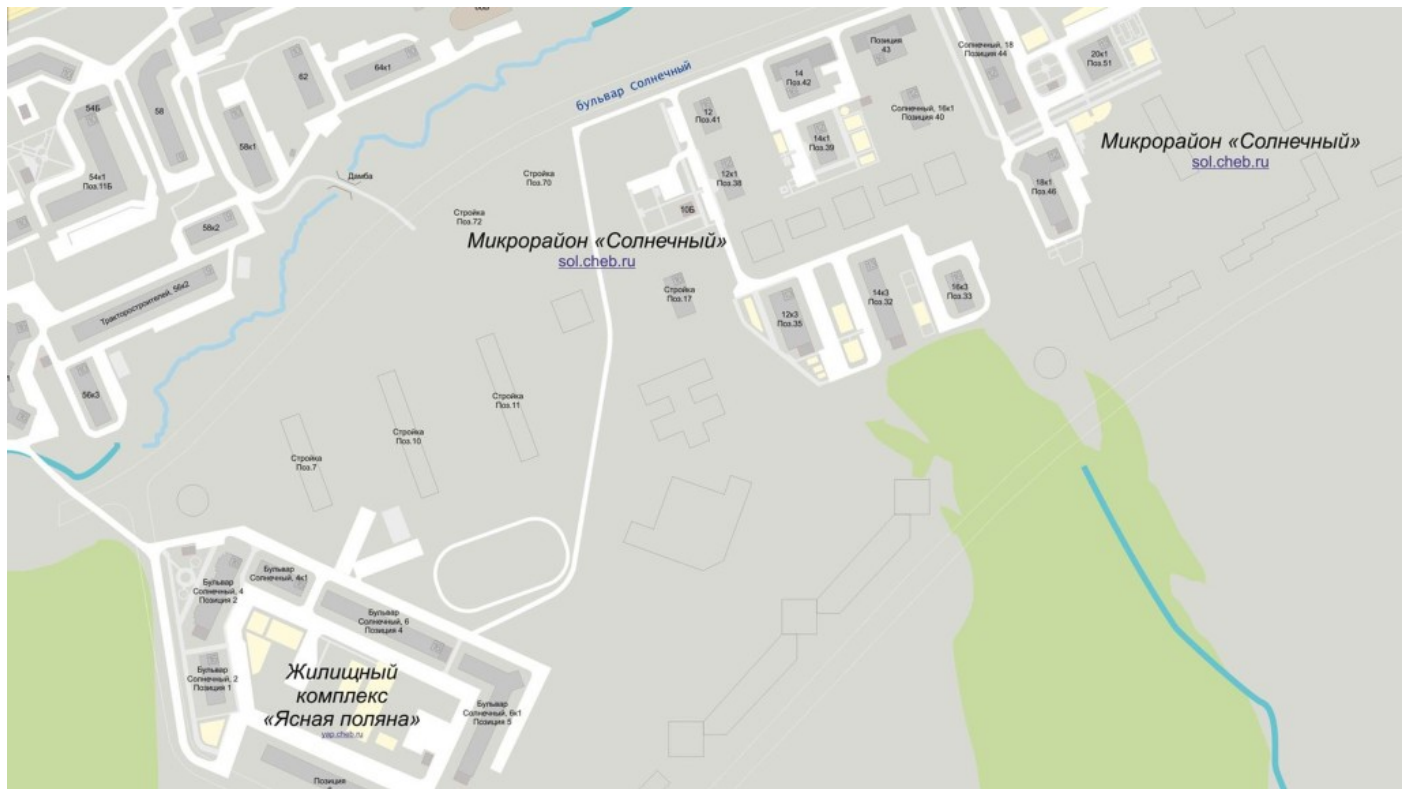 64к1
62
54Б
58
бульвар Солнечный
Позиция
43
14
Поз.42
Солнечный, 18
Позиция 44
20к1
Поз.51
12
Поз.41
Солнечный, 16к1
Позиция 40
58к1
14к1
Поз.39
Микрорайон «Солнечный»
sol.cheb.ru
54к1
Поз.11Б
Дамба
Стройка
Поз.70
12к1
Поз.38
18к1
Поз.46
10Б
Стройка
Поз.72
58к2
Микрорайон «Солнечный»
sol.cheb.ru
Тракторостроителей, 56к2
Стройка
Поз.17
12к3
Поз.35
14к3
Поз.32
16к3
Поз.33
56к3
Стройка
Поз.11
Стройка
Поз.10
Стройка
Поз.7
Бульвар
Солнечный, 4
Позиция 2
Бульвар
Солнечный, 4к1
Бульвар
Солнечный, 6
Позиция 4
Бульвар
Солнечный, 2
Позиция 1
Жилищный
комплекс
«Ясная поляна»
yap.cheb.ru
Бульвар
Солнечный, 6к1
Позиция 5
Позиция